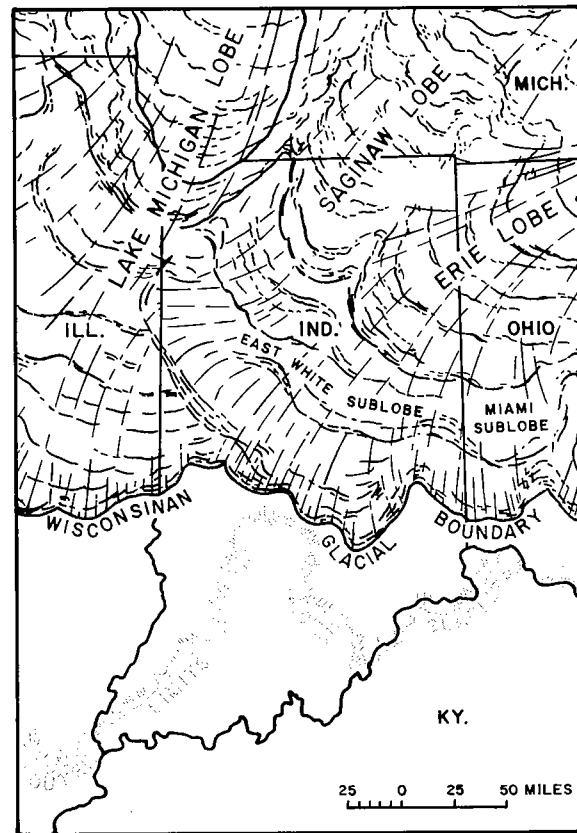 MICH.
LAKE MICHIGAN LOBE
SAGINAW LOBE
ERIE LOBE
ILL.
IND.
OHIO
EAST WHITE SUBLOBE
MIAMI
SUBLOBE
WISCONSINAN GLACIAL BOUNDARY
KY.
25 0 25 50 MILES